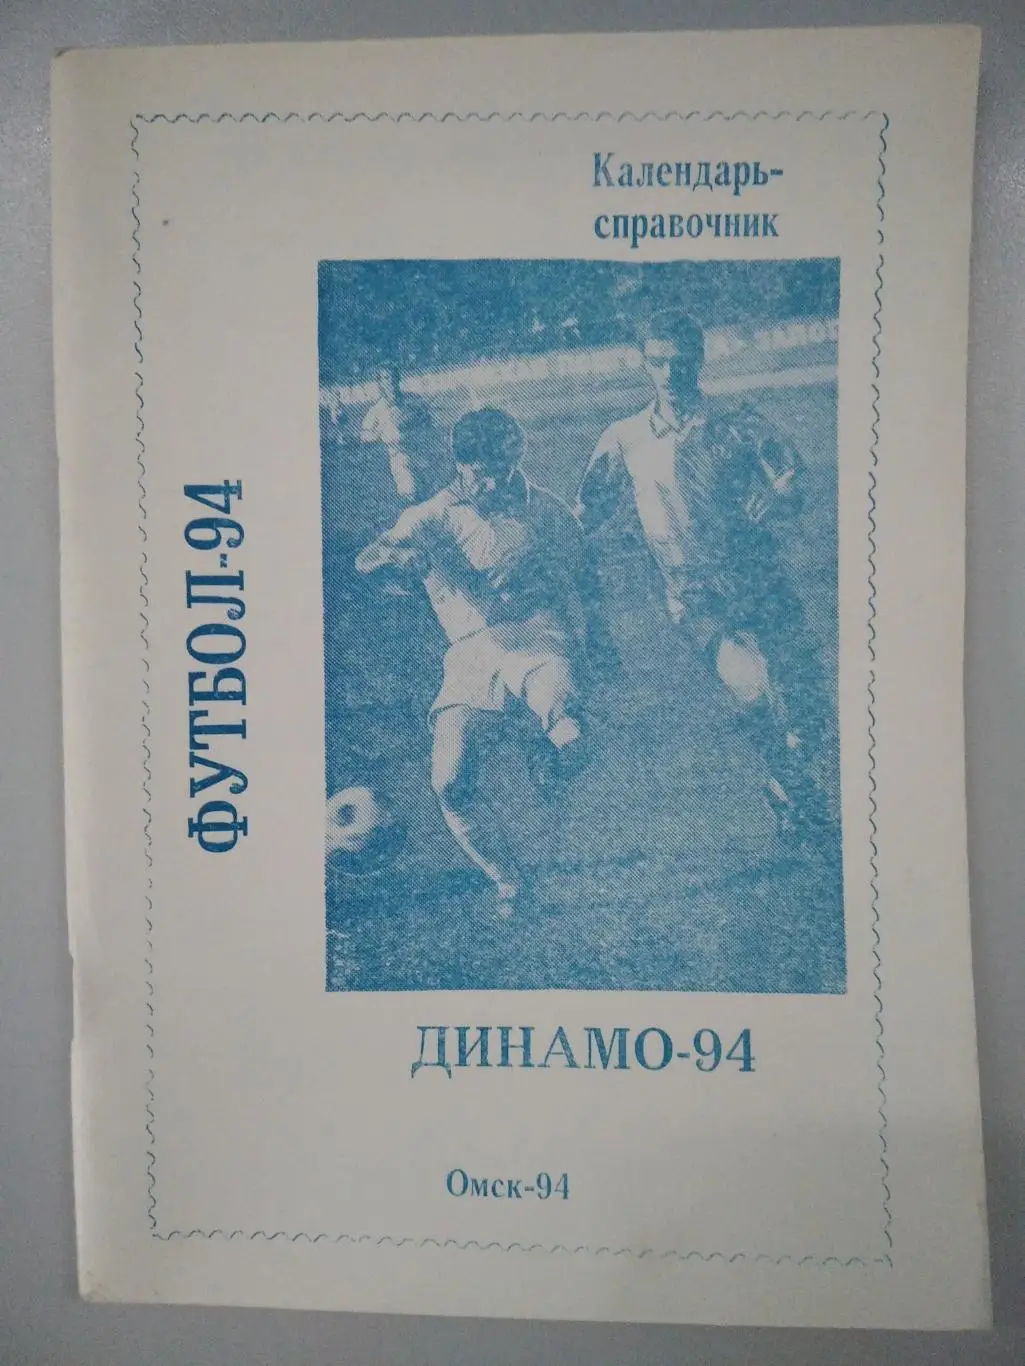 Календарь-
справочник
ФУТБОЛ-94
ДИНАМО-94
Омск-94